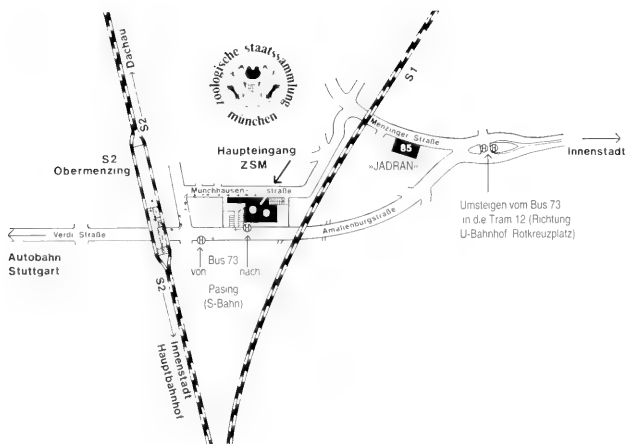 zoologische staatssammlung
münchen
Dachau
S2
S1
Menzinger Straße
85
»JADRAN«
Innenstadt
Haupteingang
ZSM
S2
Obermenzing
Münchhausen-straße
Umsteigen vom Bus 73
in die Tram 12 (Richtung
U-Bahnhof Rotkreuzplatz)
Amalienburgstraße
Verdi Straße
H
H
H
H
Autobahn
Stuttgart
Bus 73
von
nach
Pasing
(S-Bahn)
S2
Innenstadt
Hauptbahnhof